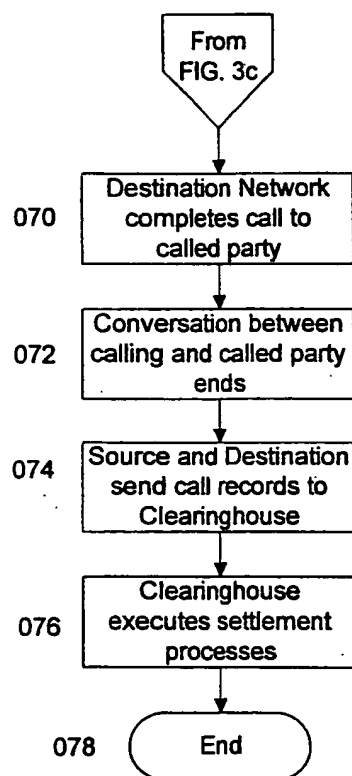 From
FIG. 3c
070
Destination Network
completes call to
called party
072
Conversation between
calling and called party
ends
074
Source and Destination
send call records to
Clearinghouse
076
Clearinghouse
executes settlement
processes
078
End